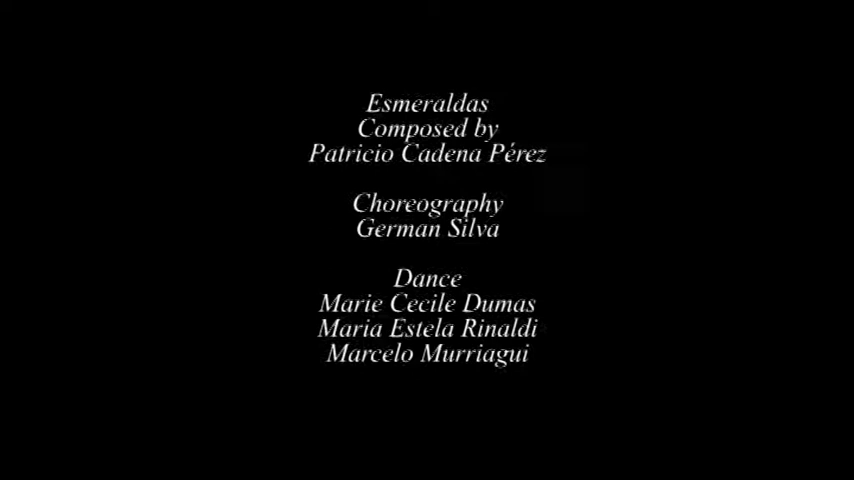 Esmeraldas
Composed by
Patricio Cadena Pérez
Choreography
German Silva
Dance
Marie Cecile Dumas
Maria Estela Rinaldi
Marcelo Murriagui